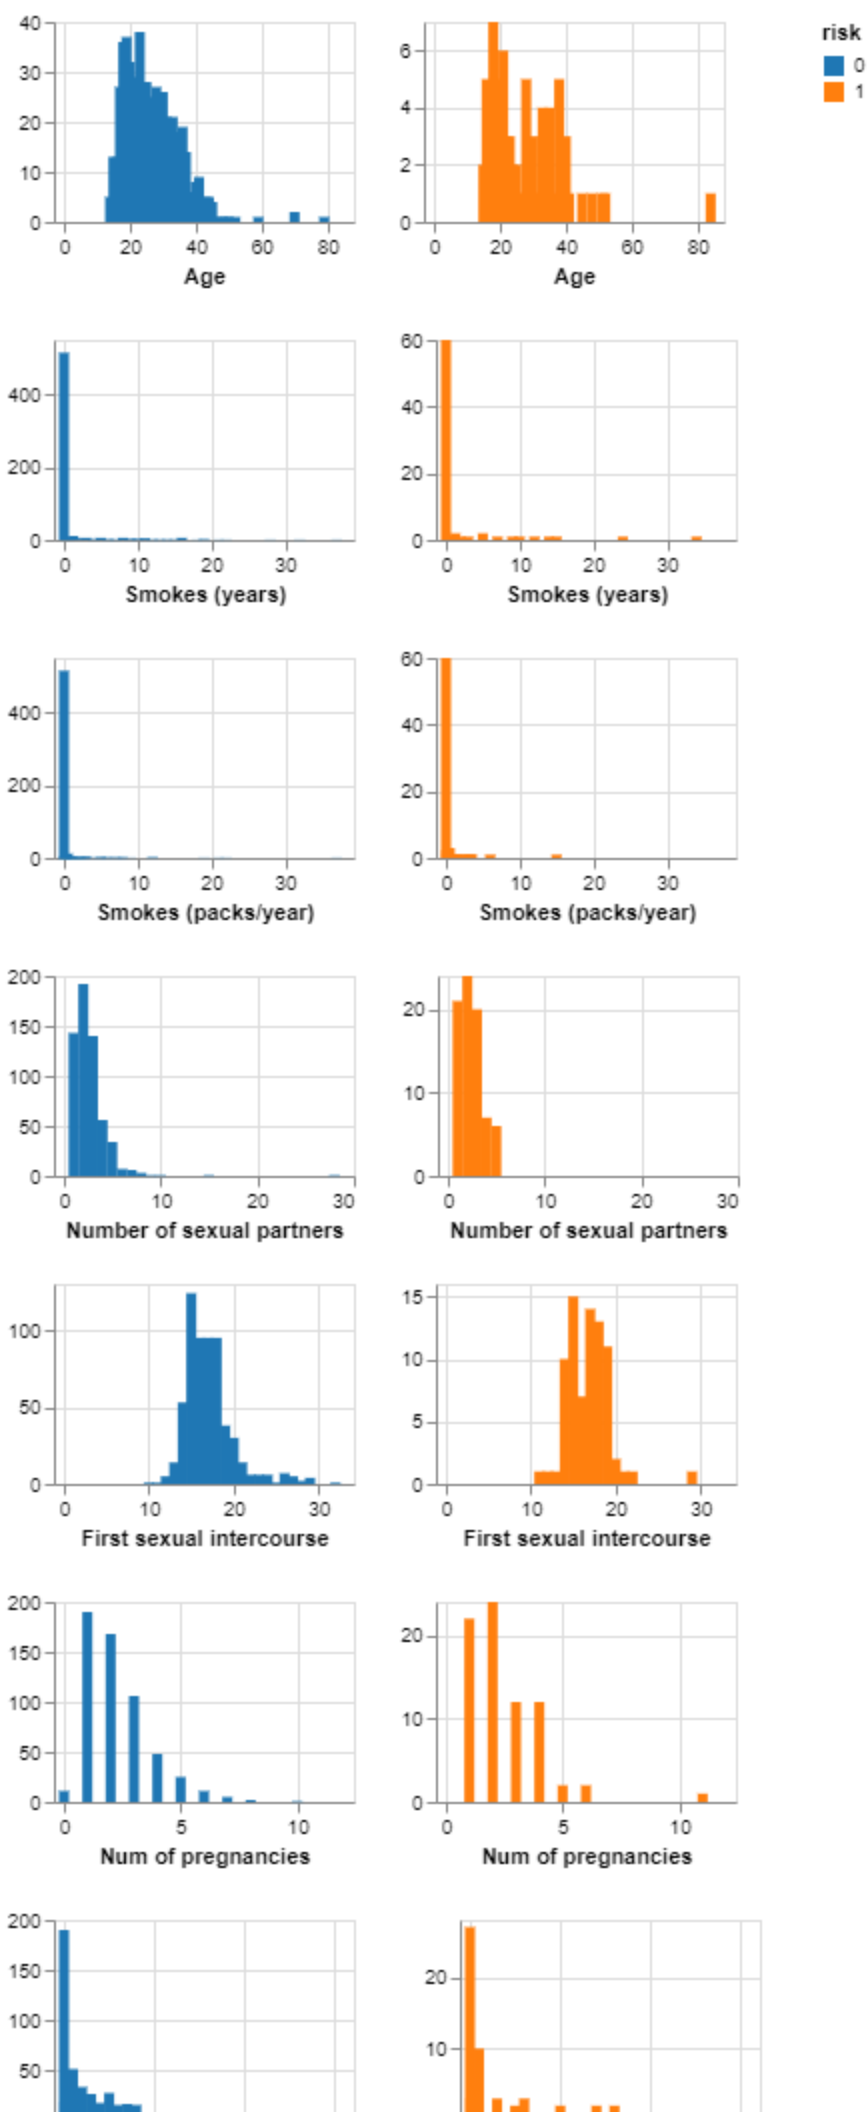 risk
0
1
40
30
20
10
0
0 20 40 60 80
Age
6
4
2
0
0 20 40 60 80
Age
400
200
0
0 10 20 30
Smokes (years)
60
40
20
0
0 10 20 30
Smokes (years)
400
200
0
0 10 20 30
Smokes (packs/year)
60
40
20
0
0 10 20 30
Smokes (packs/year)
200
150
100
50
0
0 10 20 30
Number of sexual partners
20
10
0
0 10 20 30
Number of sexual partners
100
50
0
0 10 20 30
First sexual intercourse
15
10
5
0
0 10 20 30
First sexual intercourse
200
150
100
50
0
0 5 10
Num of pregnancies
20
10
0
0 5 10
Num of pregnancies
200
150
100
50
20
10